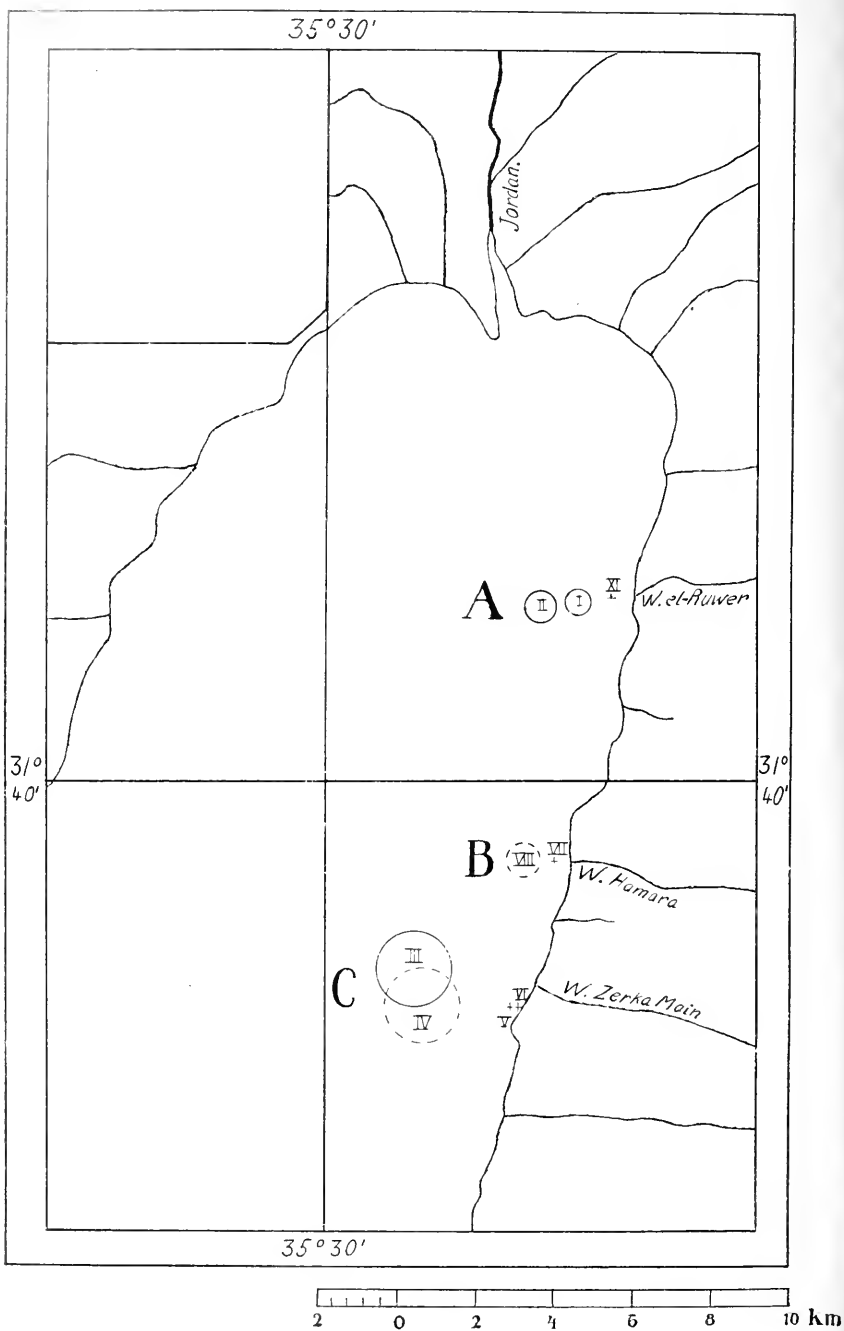 35°30'
Jordan.
A
II
I
XI
W. el-Ruwer
31°
40'
31°
40'
B
VIII
VII
W. Hamara
C
III
IV
VI
V
W. Zerka Main
35°30'
2 0 2 4 6 8 10 km